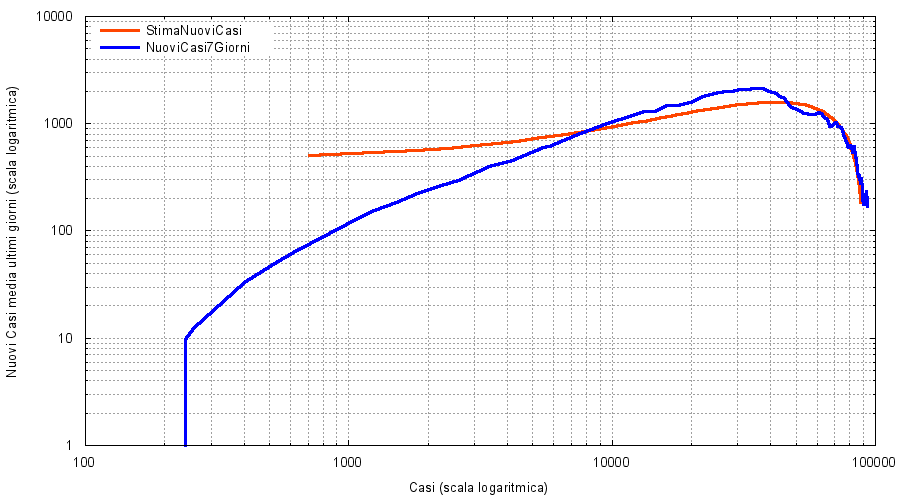 10000
StimaNuoviCasi
NuoviCasi7Giorni
1000
100
10
1
Nuovi Casi media ultimi giorni (scala logaritmica)
100
1000
10000
100000
Casi (scala logaritmica)